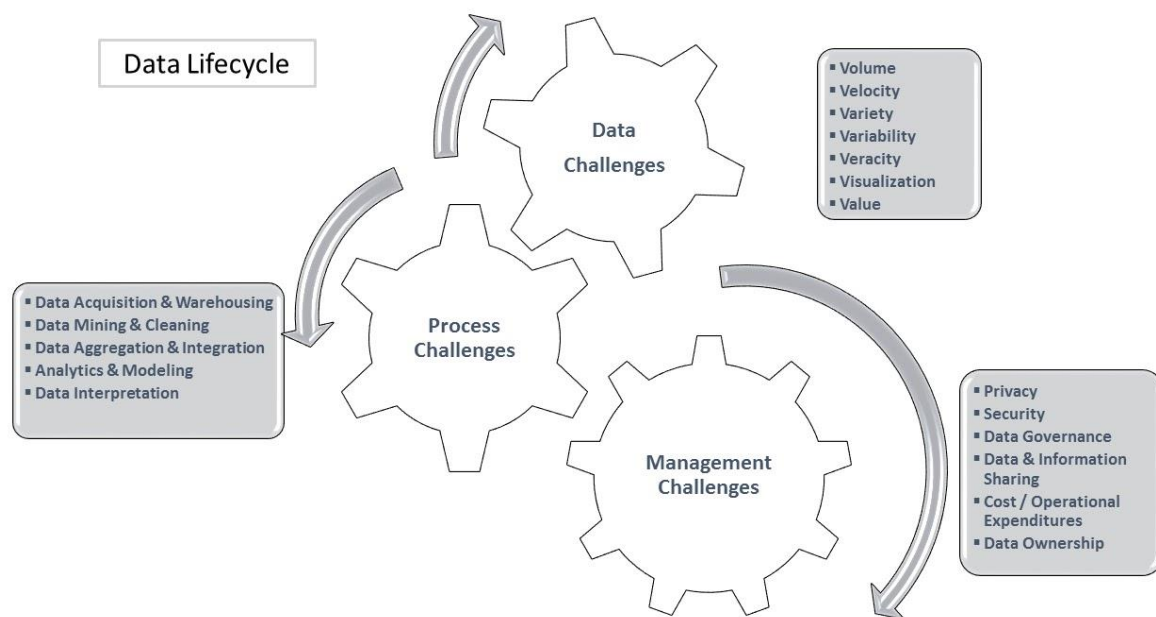 Data Lifecycle
Data
Challenges
▪ Volume
▪ Velocity
▪ Variety
▪ Variability
▪ Veracity
▪ Visualization
▪ Value
Process
Challenges
▪ Data Acquisition & Warehousing
▪ Data Mining & Cleaning
▪ Data Aggregation & Integration
▪ Analytics & Modeling
▪ Data Interpretation
Management
Challenges
▪ Privacy
▪ Security
▪ Data Governance
▪ Data & Information
Sharing
▪ Cost / Operational
Expenditures
▪ Data Ownership